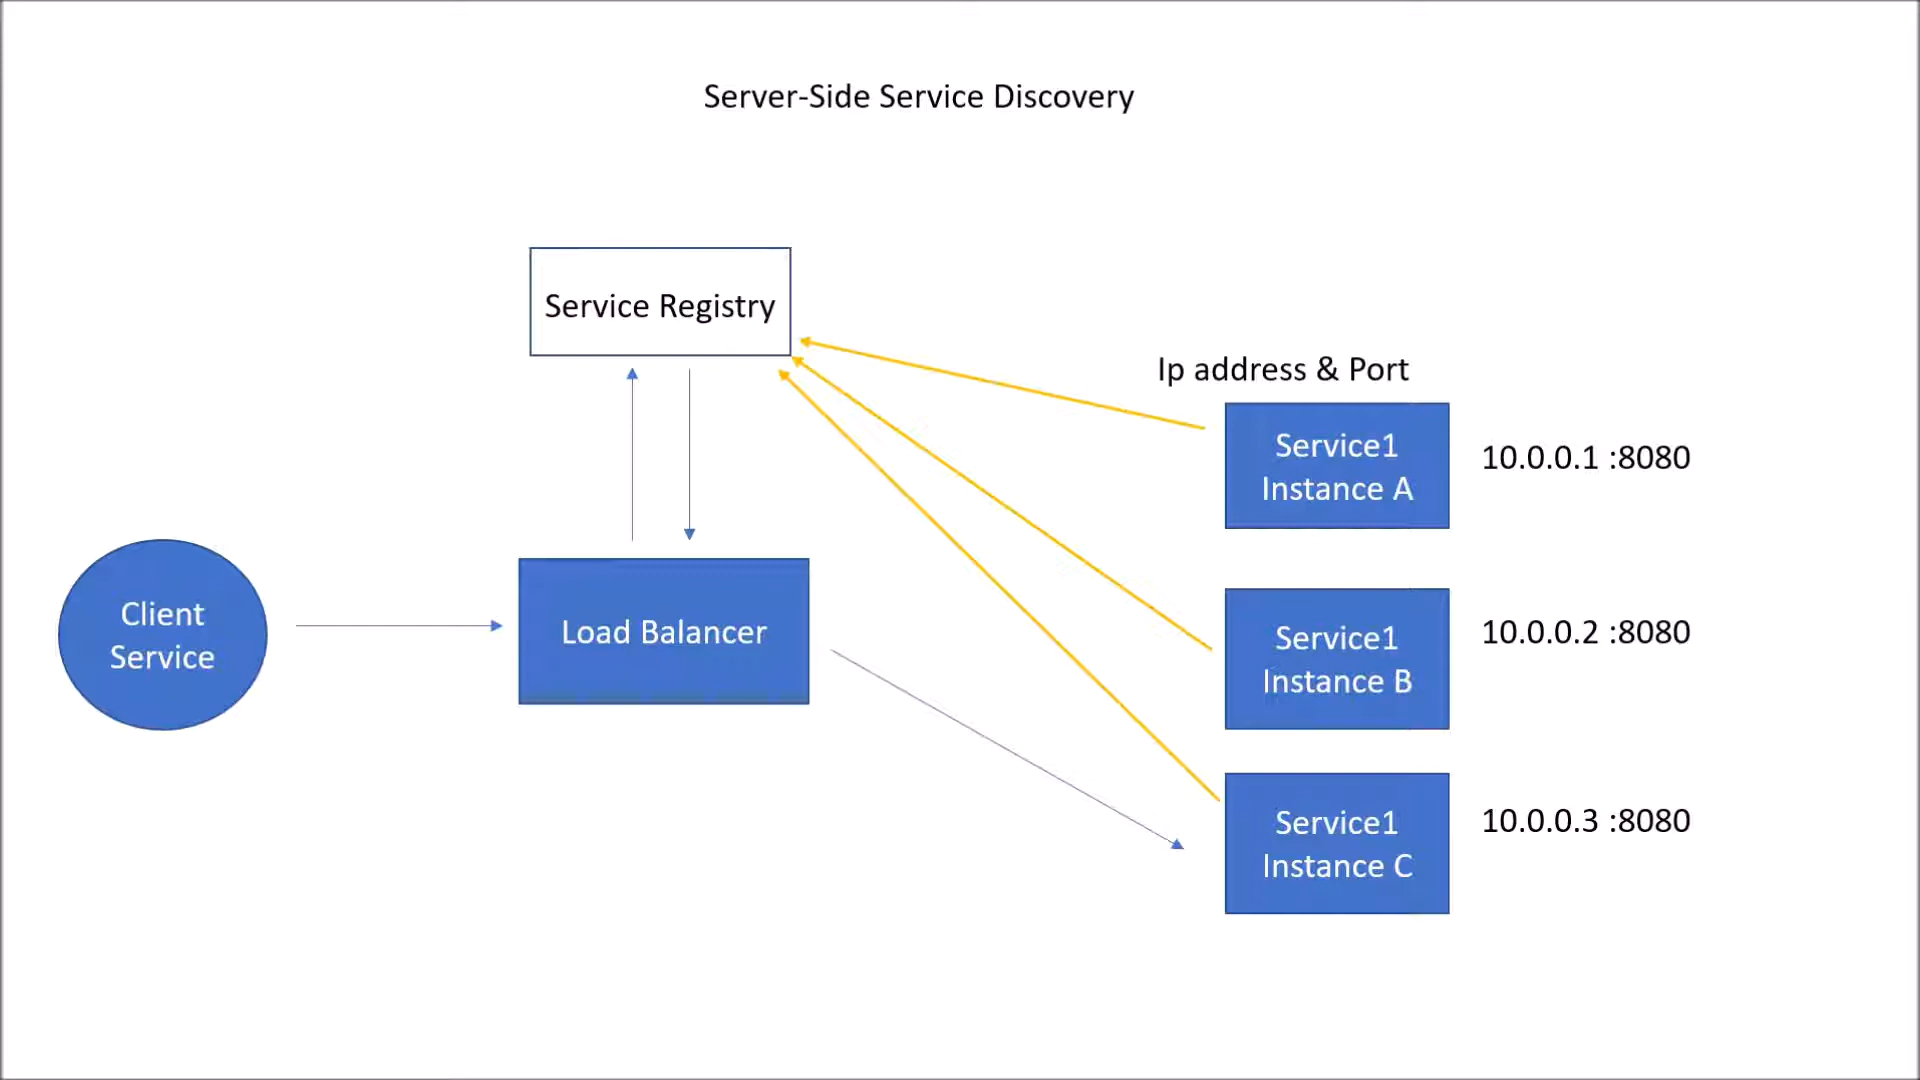 Server-Side Service Discovery
Service Registry
Ip address & Port
Service1
Instance A
10.0.0.1 :8080
Client
Service
Load Balancer
Service1
Instance B
10.0.0.2 :8080
Service1
Instance C
10.0.0.3 :8080